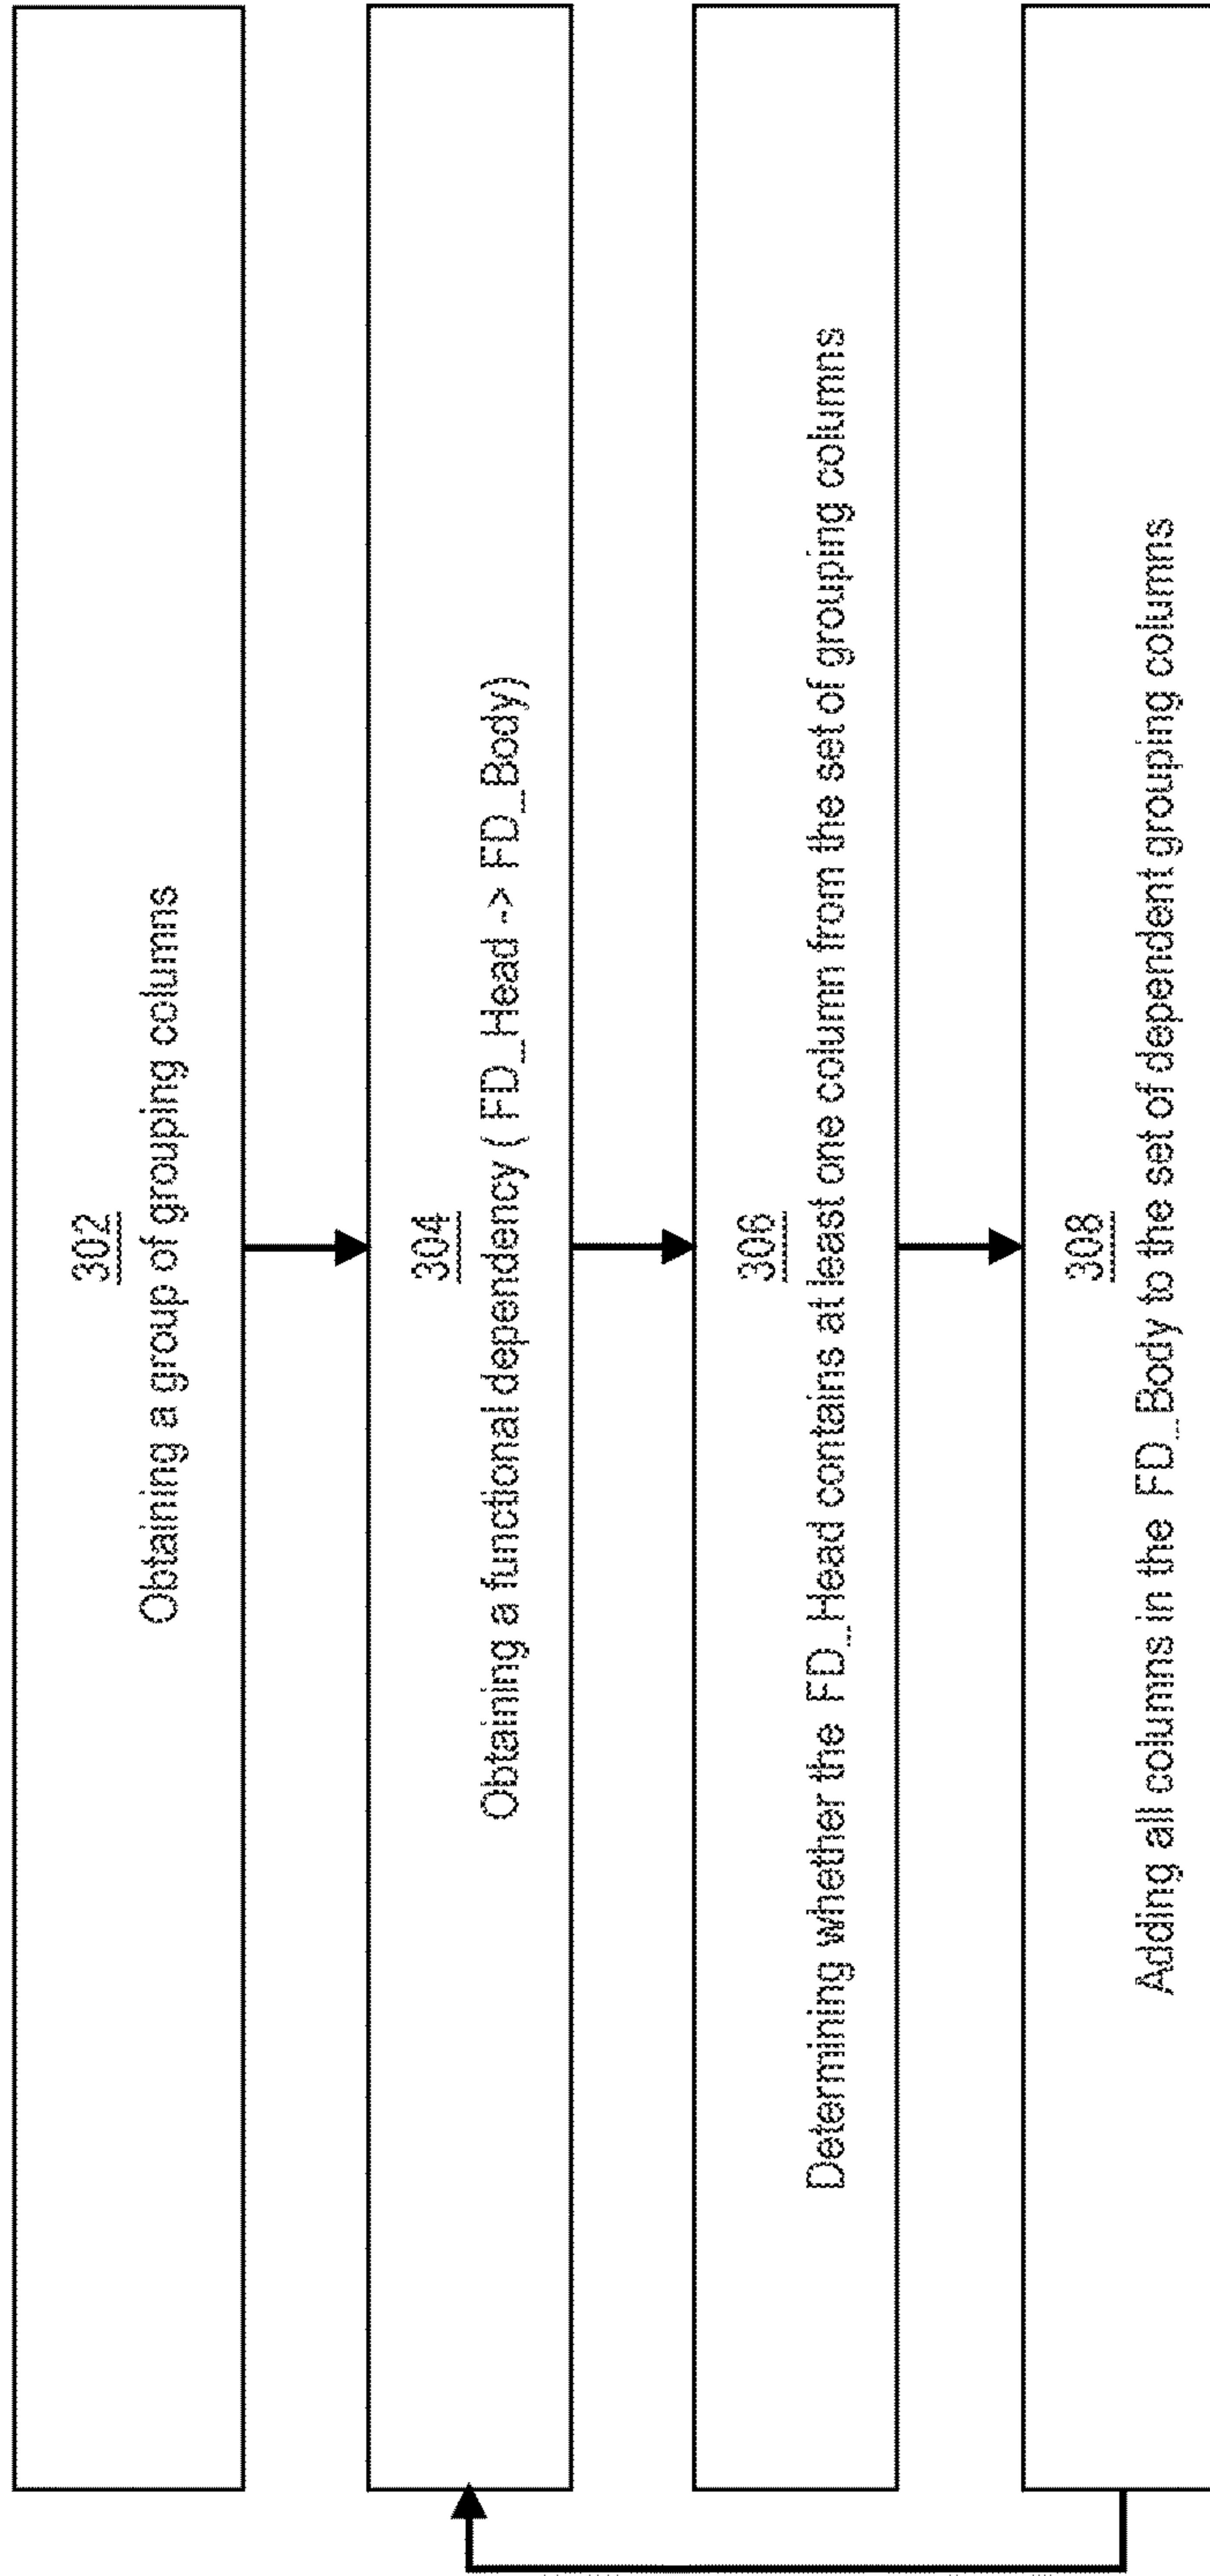 302
Obtaining a group of grouping columns
304
Obtaining a functional dependency ( FD_Head -> FD_Body)
306
Determining whether the FD_Head contains at least one column from the set of grouping columns
308
Adding all columns in the FD_Body to the set of dependent grouping columns